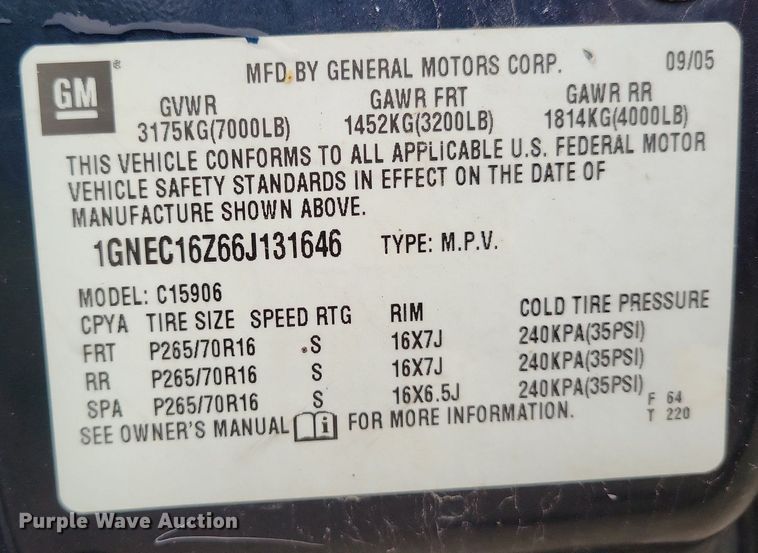 GM ® MFD BY GENERAL MOTORS CORP. 09/05
GVWR GAWR FRT GAWR RR
3175KG(7000LB) 1452KG(3200LB) 1814KG(4000LB)
THIS VEHICLE CONFORMS TO ALL APPLICABLE U.S. FEDERAL MOTOR
VEHICLE SAFETY STANDARDS IN EFFECT ON THE DATE OF
MANUFACTURE SHOWN ABOVE.
1GNEC16Z66J131646 TYPE: M.P.V.
MODEL: C15906
CPYA TIRE SIZE SPEED RTG RIM COLD TIRE PRESSURE
FRT P265/70R16 S 16X7J 240KPA(35PSI)
RR P265/70R16 S 16X7J 240KPA(35PSI)
SPA P265/70R16 S 16X6.5J 240KPA(35PSI) F 64
SEE OWNER'S MANUAL i FOR MORE INFORMATION. T 220
Purple Wave Auction